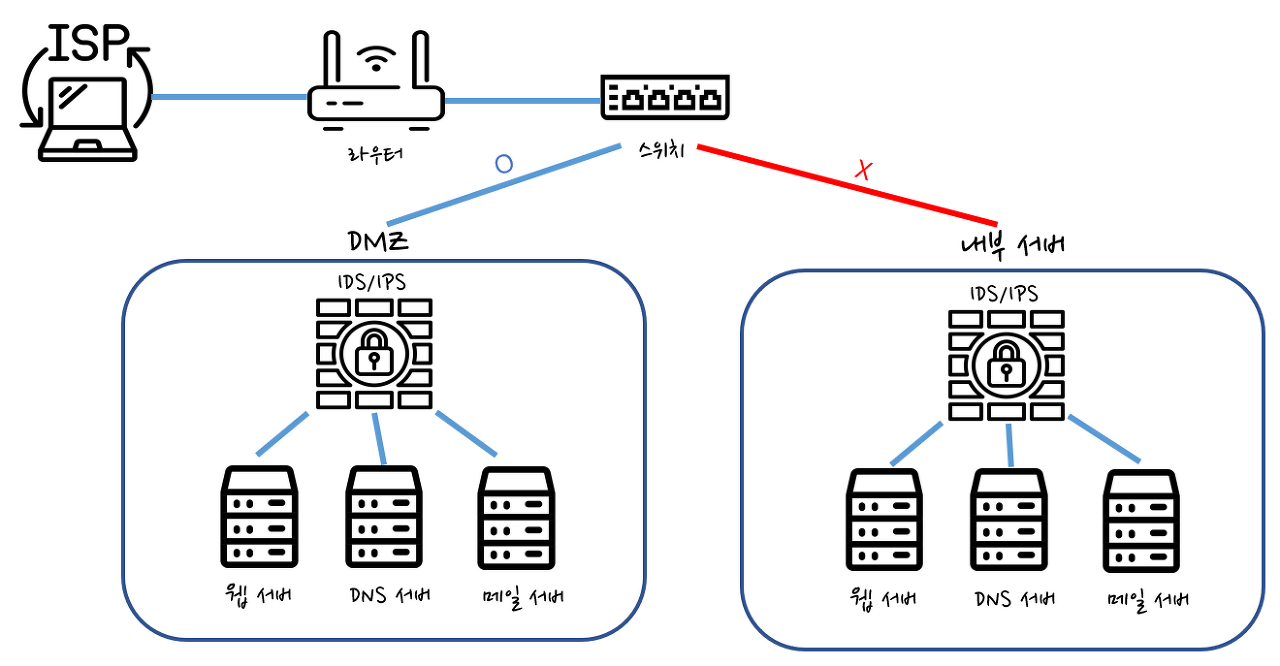 ISP
라우터
스위치
O
X
DMZ
내부 서버
IDS/IPS
IDS/IPS
웹 서버
DNS 서버
메일 서버
웹 서버
DNS 서버
메일 서버